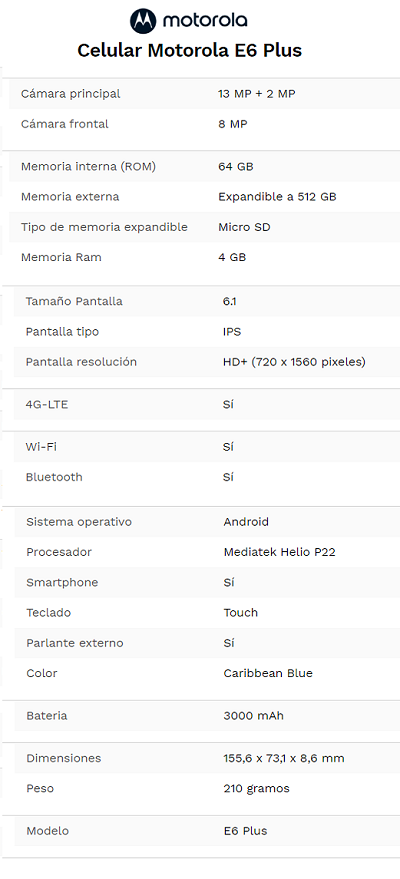 motorola
Celular Motorola E6 Plus
Cámara principal 13 MP + 2 MP
Cámara frontal 8 MP
Memoria interna (ROM) 64 GB
Memoria externa Expandible a 512 GB
Tipo de memoria expandible Micro SD
Memoria Ram 4 GB
Tamaño Pantalla 6.1
Pantalla tipo IPS
Pantalla resolución HD+ (720 x 1560 pixeles)
4G-LTE Sí
Wi-Fi Sí
Bluetooth Sí
Sistema operativo Android
Procesador Mediatek Helio P22
Smartphone Sí
Teclado Touch
Parlante externo Sí
Color Caribbean Blue
Bateria 3000 mAh
Dimensiones 155,6 x 73,1 x 8,6 mm
Peso 210 gramos
Modelo E6 Plus